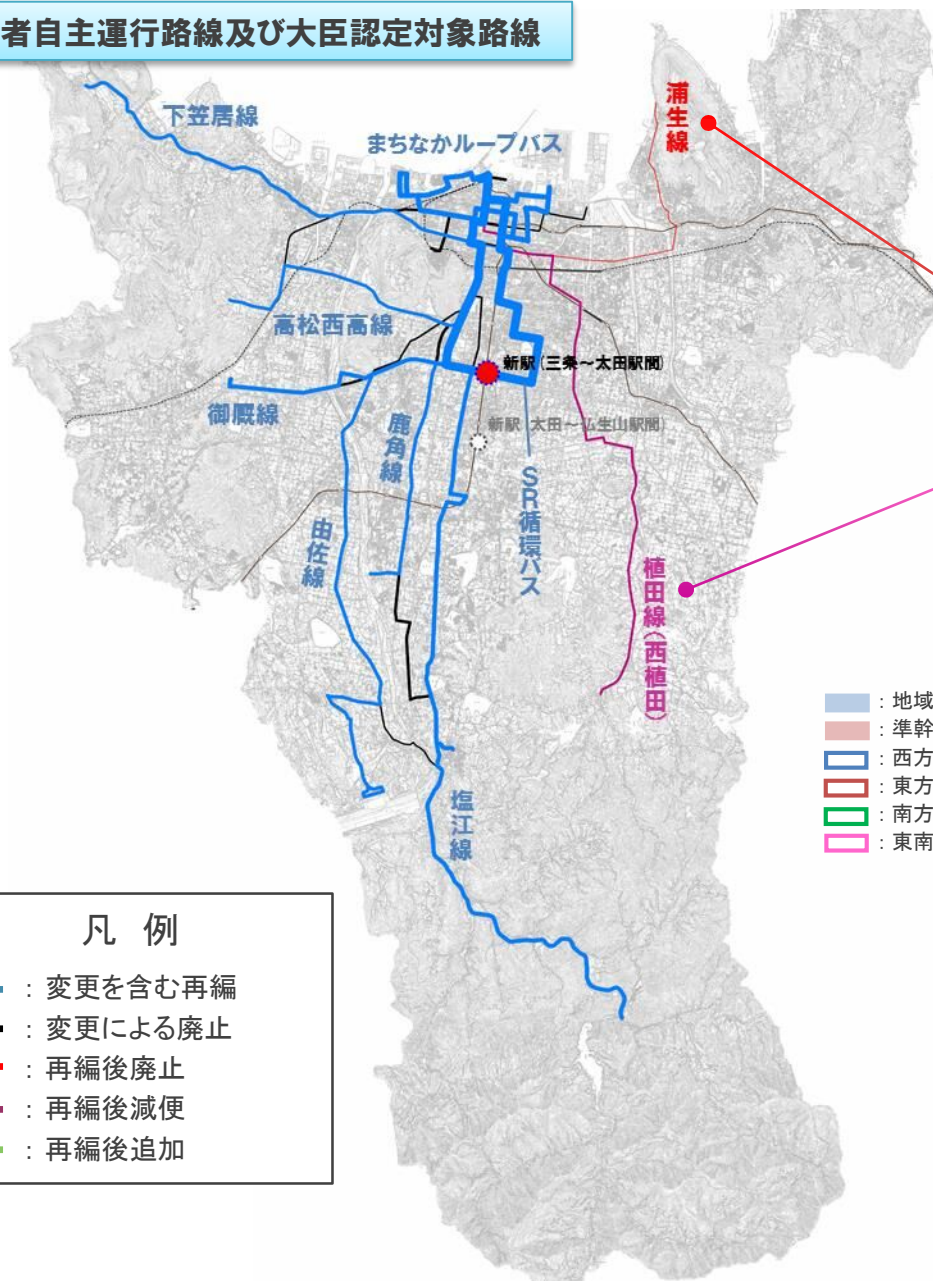 者自主運行路線及び大臣認定対象路線
下笠居線
まちなかループバス
浦生線
高松西高線
新駅(三条～太田駅間)
御厩線
鹿角線
新駅(太田～仏生山駅間)
SR循環バス
由佐線
植田線(西植田)
塩江線
：地域
：準幹
：西方
：東方
：南方
：東南
凡 例
：変更を含む再編
：変更による廃止
：再編後廃止
：再編後減便
：再編後追加